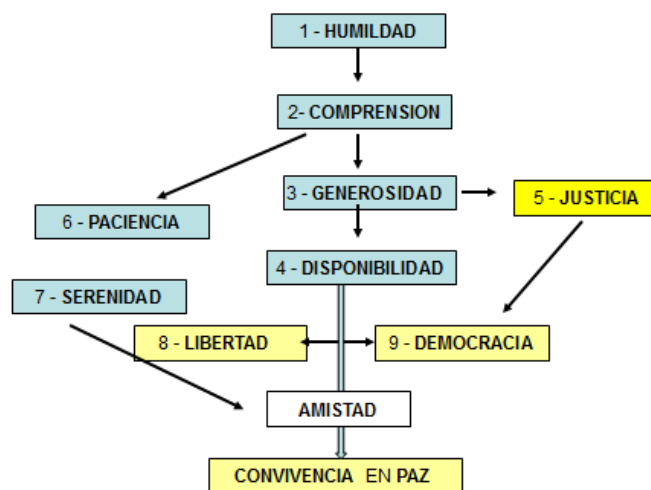 1 - HUMILDAD
2- COMPRENSION
3 - GENEROSIDAD
5 - JUSTICIA
6 - PACIENCIA
4 - DISPONIBILIDAD
7 - SERENIDAD
8 - LIBERTAD
9 - DEMOCRACIA
AMISTAD
CONVIVENCIA EN PAZ